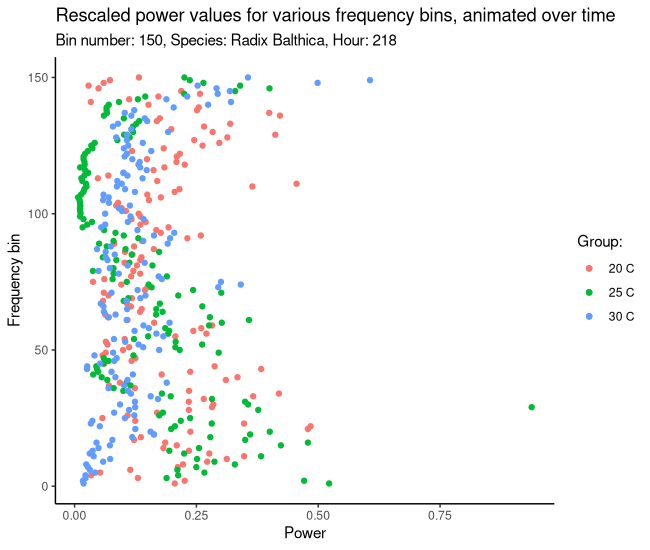 Rescaled power values for various frequency bins, animated over time
Bin number: 150, Species: Radix Balthica, Hour: 218
150
100
50
0
Frequency bin
0.00 0.25 0.50 0.75
Power
Group:
20 C
25 C
30 C